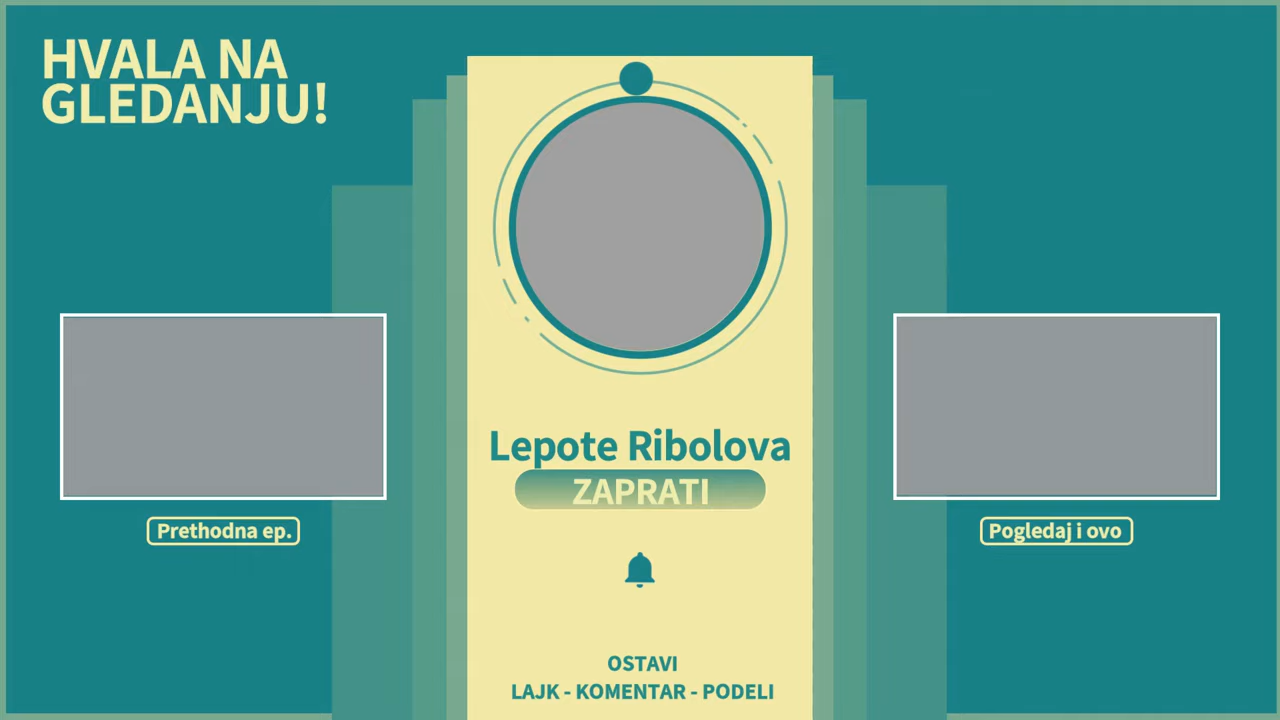 HVALA NA
GLEDANJU!
Lepote Ribolova
ZAPRATI
Prethodna ep.
Pogledaj i ovo
OSTAVI
LAJK - KOMENTAR - PODELI